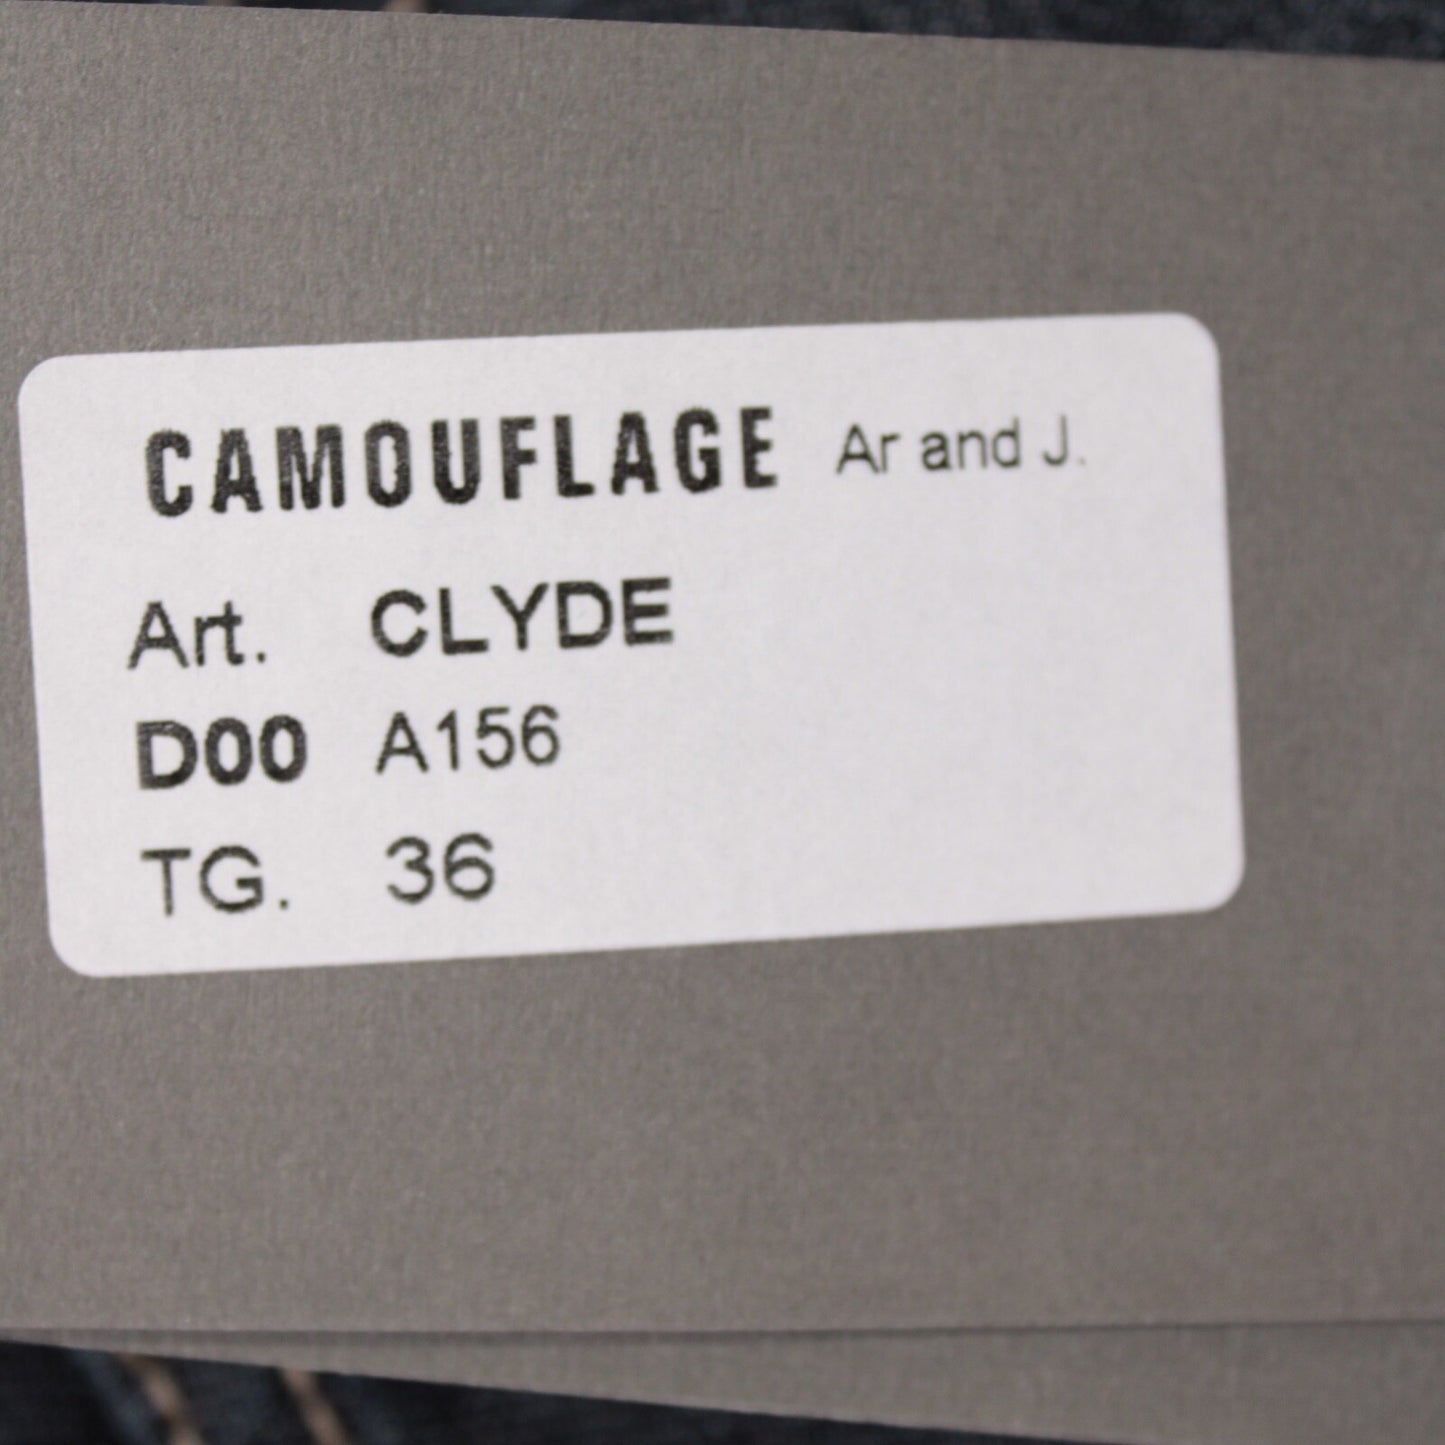 CAMOUFLAGE Ar and J.
Art. CLYDE
D00 A156
TG. 36